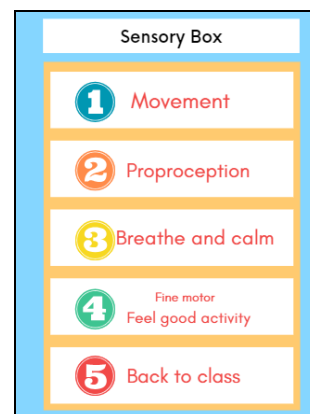 Sensory Box
1 Movement
2 Proproception
3 Breathe and calm
Fine motor
4 Feel good activity
5 Back to class